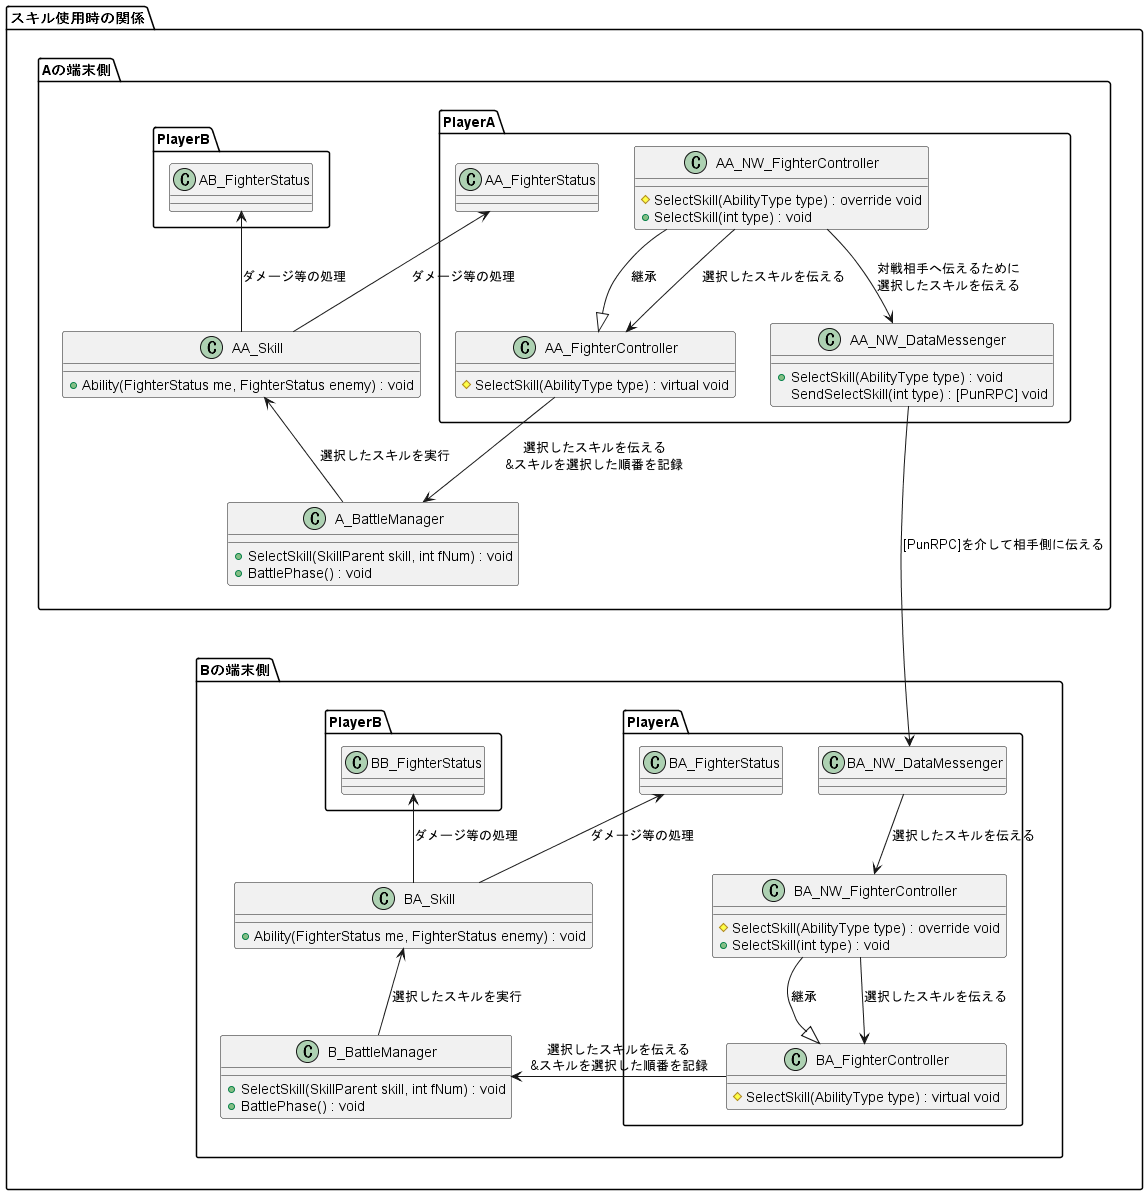 スキル使用時の関係
Aの端末側
PlayerB
C AB_FighterStatus
PlayerA
C AA_FighterStatus
C AA_NW_FighterController
SelectSkill(AbilityType type) : override void
SelectSkill(int type) : void
ダメージ等の処理
ダメージ等の処理
継承
選択したスキルを伝える
対戦相手へ伝えるために
選択したスキルを伝える
C AA_Skill
Ability(FighterStatus me, FighterStatus enemy) : void
C AA_FighterController
SelectSkill(AbilityType type) : virtual void
C AA_NW_DataMessenger
SelectSkill(AbilityType type) : void
SendSelectSkill(int type) : [PunRPC] void
選択したスキルを実行
選択したスキルを伝える
&スキルを選択した順番を記録
C A_BattleManager
SelectSkill(SkillParent skill, int fNum) : void
BattlePhase() : void
[PunRPC]を介して相手側に伝える
Bの端末側
PlayerB
C BB_FighterStatus
PlayerA
C BA_FighterStatus
C BA_NW_DataMessenger
ダメージ等の処理
ダメージ等の処理
選択したスキルを伝える
C BA_Skill
Ability(FighterStatus me, FighterStatus enemy) : void
C BA_NW_FighterController
SelectSkill(AbilityType type) : override void
SelectSkill(int type) : void
選択したスキルを実行
継承
選択したスキルを伝える
C B_BattleManager
SelectSkill(SkillParent skill, int fNum) : void
BattlePhase() : void
選択したスキルを伝える
&スキルを選択した順番を記録
C BA_FighterController
SelectSkill(AbilityType type) : virtual void